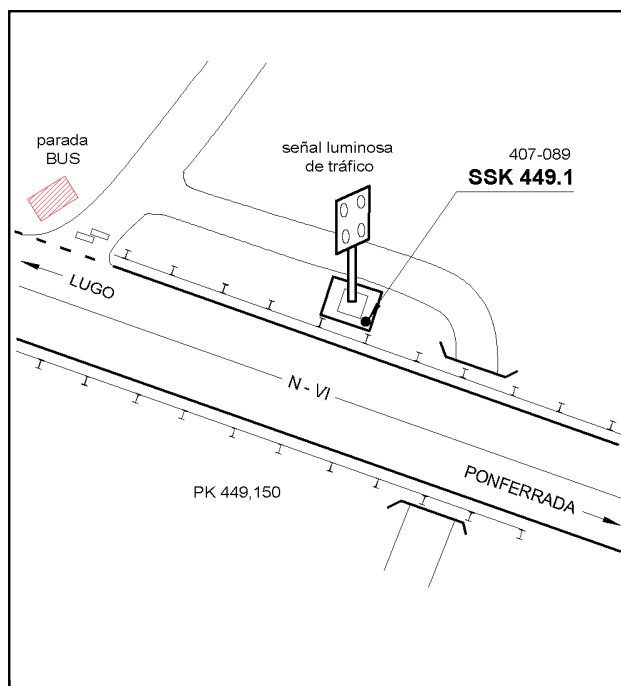 parada
BUS
señal luminosa
de tráfico
407-089
SSK 449.1
LUGO
N - VI
PONFERRADA
PK 449,150